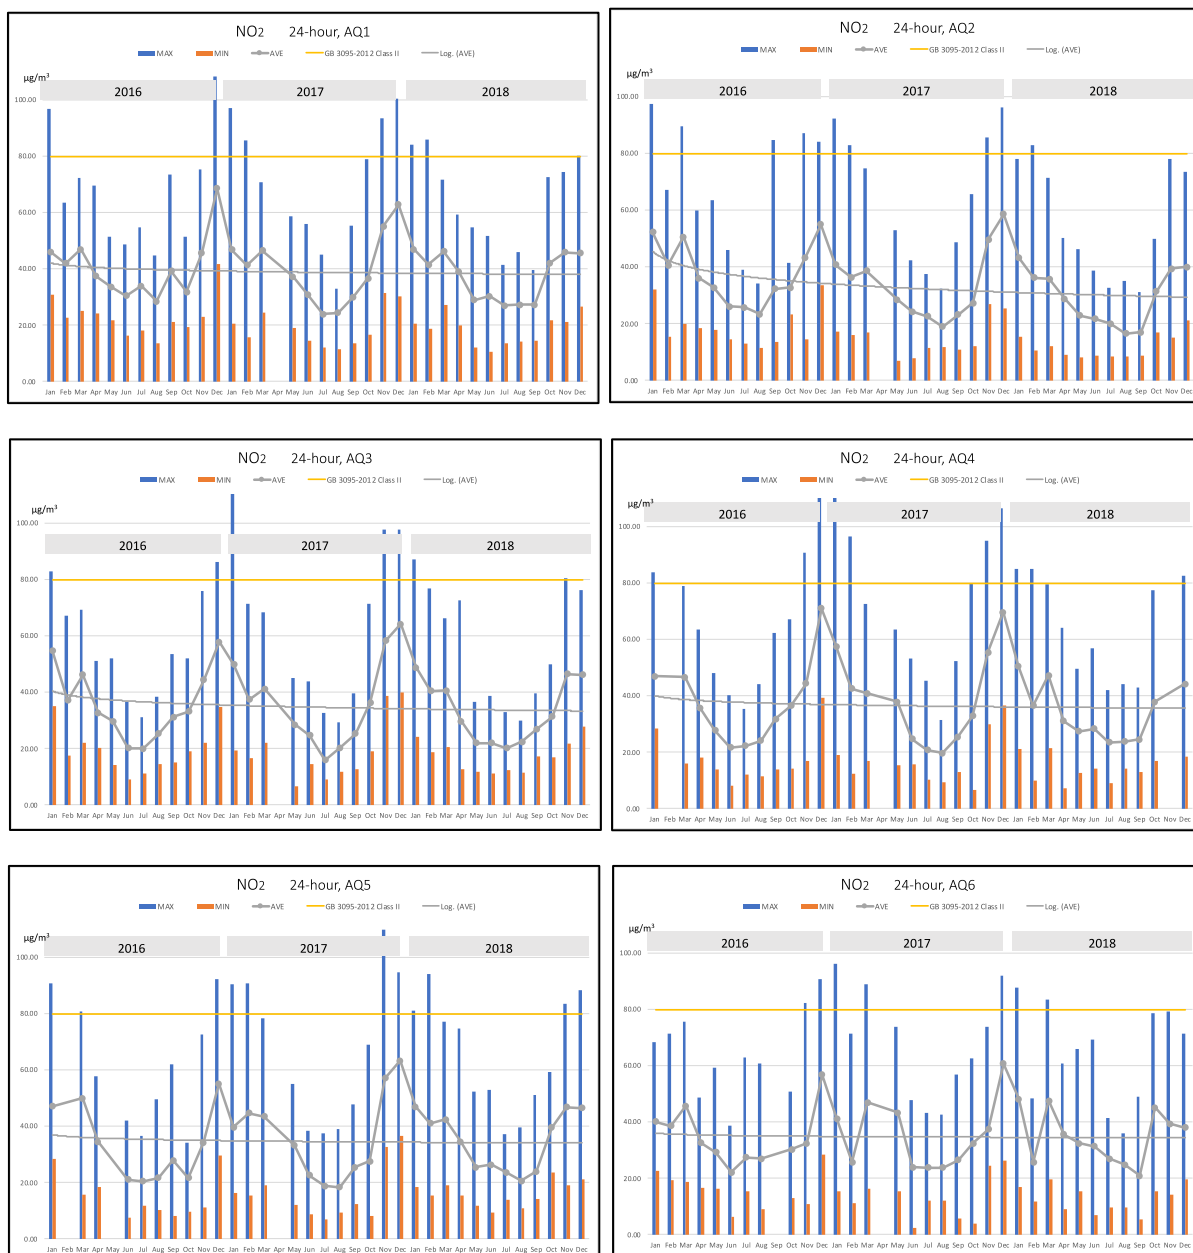 NO2 24-hour, AQ1
MAX MIN AVE GB 3095-2012 Class II Log. (AVE)
µg/m³
2016 2017 2018
100.00
80.00
60.00
40.00
20.00
0.00
Jan Feb Mar Apr May Jun Jul Aug Sep Oct Nov Dec Jan Feb Mar Apr May Jun Jul Aug Sep Oct Nov Dec Jan Feb Mar Apr May Jun Jul Aug Sep Oct Nov Dec
NO2 24-hour, AQ2
MAX MIN AVE GB 3095-2012 Class II Log. (AVE)
µg/m³
2016 2017 2018
100.00
80.00
60.00
40.00
20.00
0.00
Jan Feb Mar Apr May Jun Jul Aug Sep Oct Nov Dec Jan Feb Mar Apr May Jun Jul Aug Sep Oct Nov Dec Jan Feb Mar Apr May Jun Jul Aug Sep Oct Nov Dec
NO2 24-hour, AQ3
MAX MIN AVE GB 3095-2012 Class II Log. (AVE)
µg/m³
100.00
2016 2017 2018
80.00
60.00
40.00
20.00
0.00
Jan Feb Mar Apr May Jun Jul Aug Sep Oct Nov Dec Jan Feb Mar Apr May Jun Jul Aug Sep Oct Nov Dec Jan Feb Mar Apr May Jun Jul Aug Sep Oct Nov Dec
NO2 24-hour, AQ4
MAX MIN AVE GB 3095-2012 Class II Log. (AVE)
µg/m³
2016 2017 2018
100.00
80.00
60.00
40.00
20.00
0.00
Jan Feb Mar Apr May Jun Jul Aug Sep Oct Nov Dec Jan Feb Mar Apr May Jun Jul Aug Sep Oct Nov Dec Jan Feb Mar Apr May Jun Jul Aug Sep Oct Nov Dec
NO2 24-hour, AQ5
MAX MIN AVE GB 3095-2012 Class II Log. (AVE)
µg/m³
2016 2017 2018
100.00
80.00
60.00
40.00
20.00
0.00
Jan Feb Mar Apr May Jun Jul Aug Sep Oct Nov Dec Jan Feb Mar Apr May Jun Jul Aug Sep Oct Nov Dec Jan Feb Mar Apr May Jun Jul Aug Sep Oct Nov Dec
NO2 24-hour, AQ6
MAX MIN AVE GB 3095-2012 Class II Log. (AVE)
µg/m³
2016 2017 2018
100.00
80.00
60.00
40.00
20.00
0.00
Jan Feb Mar Apr May Jun Jul Aug Sep Oct Nov Dec Jan Feb Mar Apr May Jun Jul Aug Sep Oct Nov Dec Jan Feb Mar Apr May Jun Jul Aug Sep Oct Nov Dec